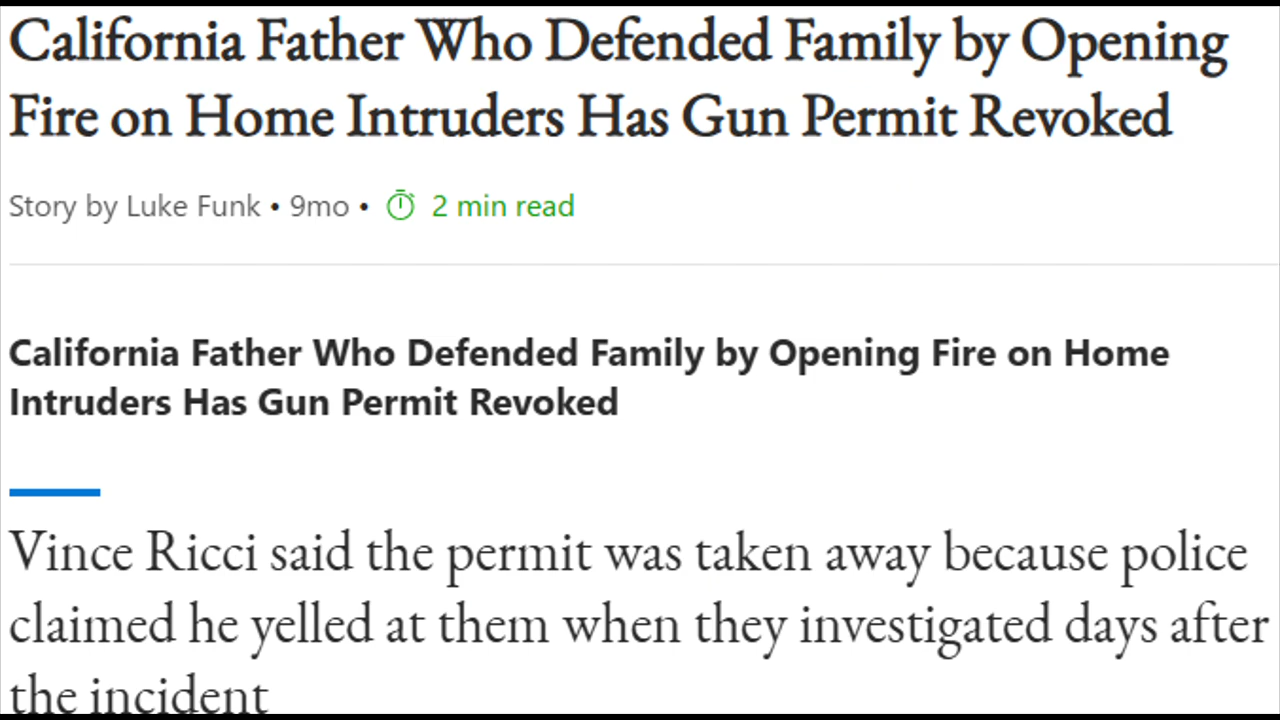 California Father Who Defended Family by Opening
Fire on Home Intruders Has Gun Permit Revoked
Story by Luke Funk • 9mo • 2 min read
California Father Who Defended Family by Opening Fire on Home
Intruders Has Gun Permit Revoked
Vince Ricci said the permit was taken away because police
claimed he yelled at them when they investigated days after
the incident